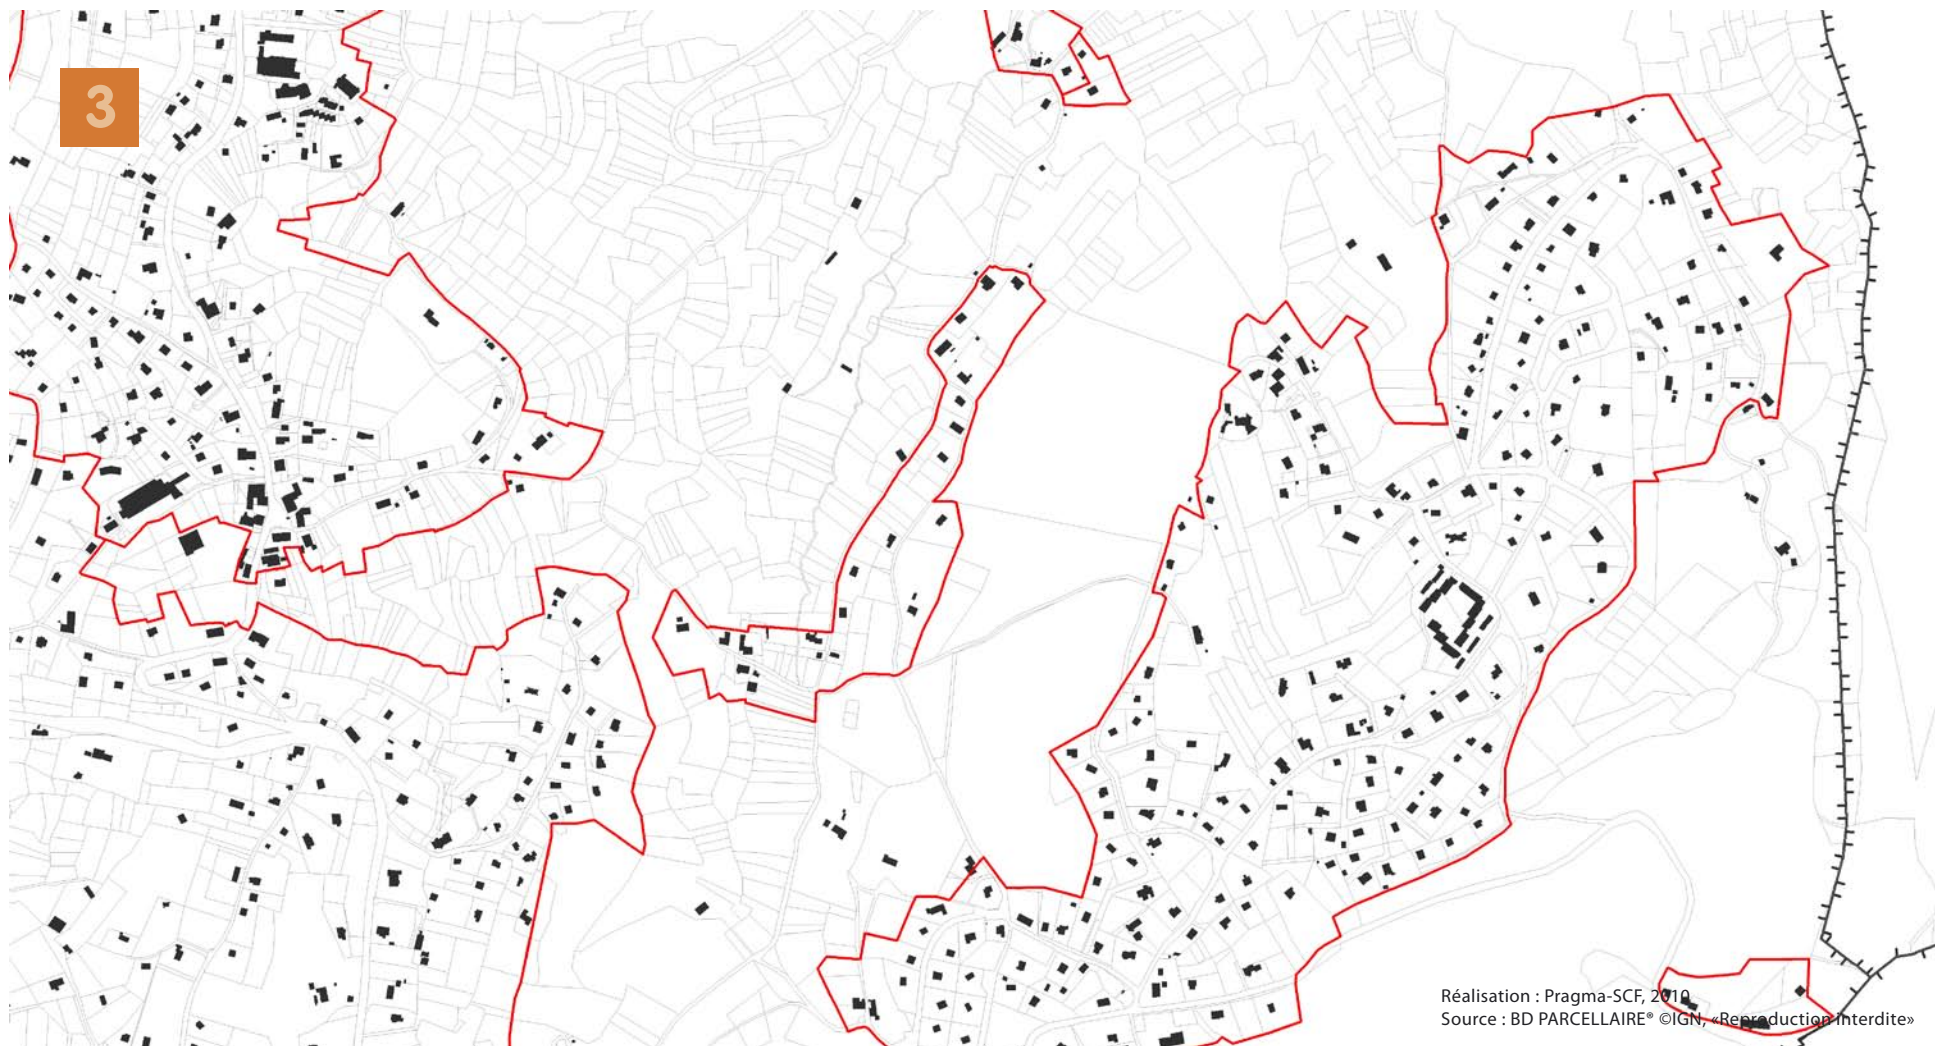 3
Réalisation : Pragma-SCF, 2010
Source : BD PARCELLAIRE® ©IGN, «Reproduction interdite»